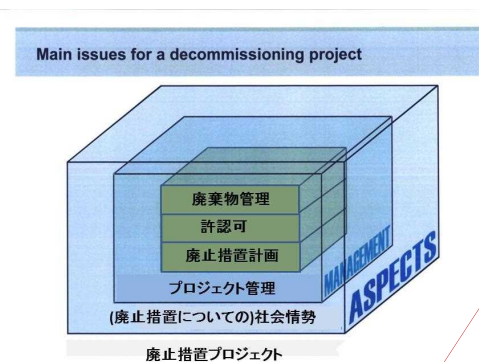 Main issues for a decommissioning project
廃棄物管理
許認可
廃止措置計画
プロジェクト管理
MANAGEMENT
(廃止措置についての)社会情勢
ASPECTS
廃止措置プロジェクト